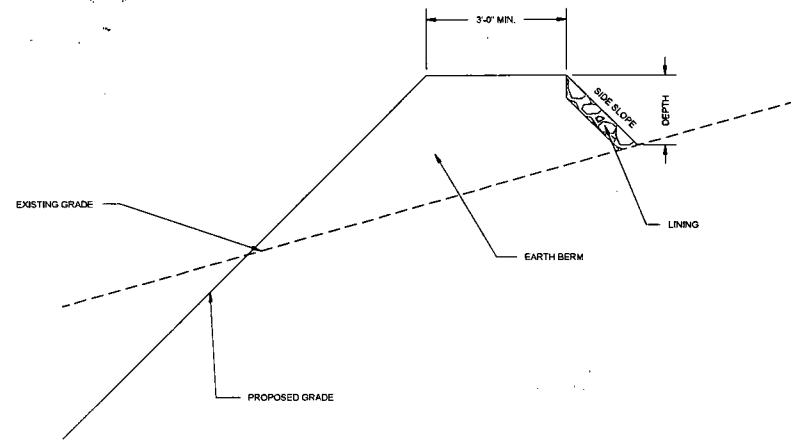 3'-0" MIN.
SIDE SLOPE
DEPTH
EXISTING GRADE
LINING
EARTH BERM
PROPOSED GRADE